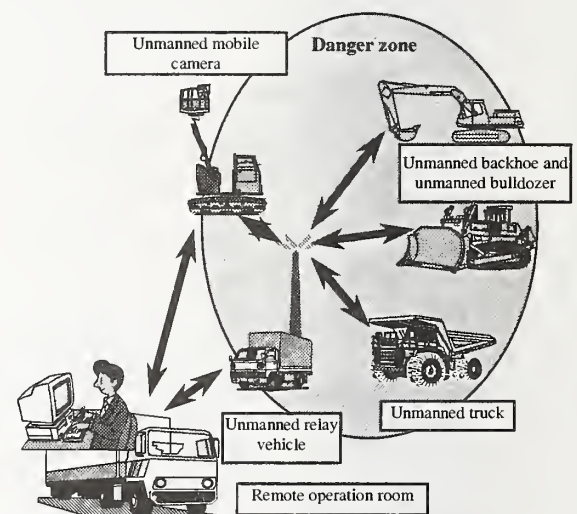 Unmanned mobile
camera
Danger zone
Unmanned backhoe and
unmanned bulldozer
Unmanned truck
Unmanned relay
vehicle
Remote operation room